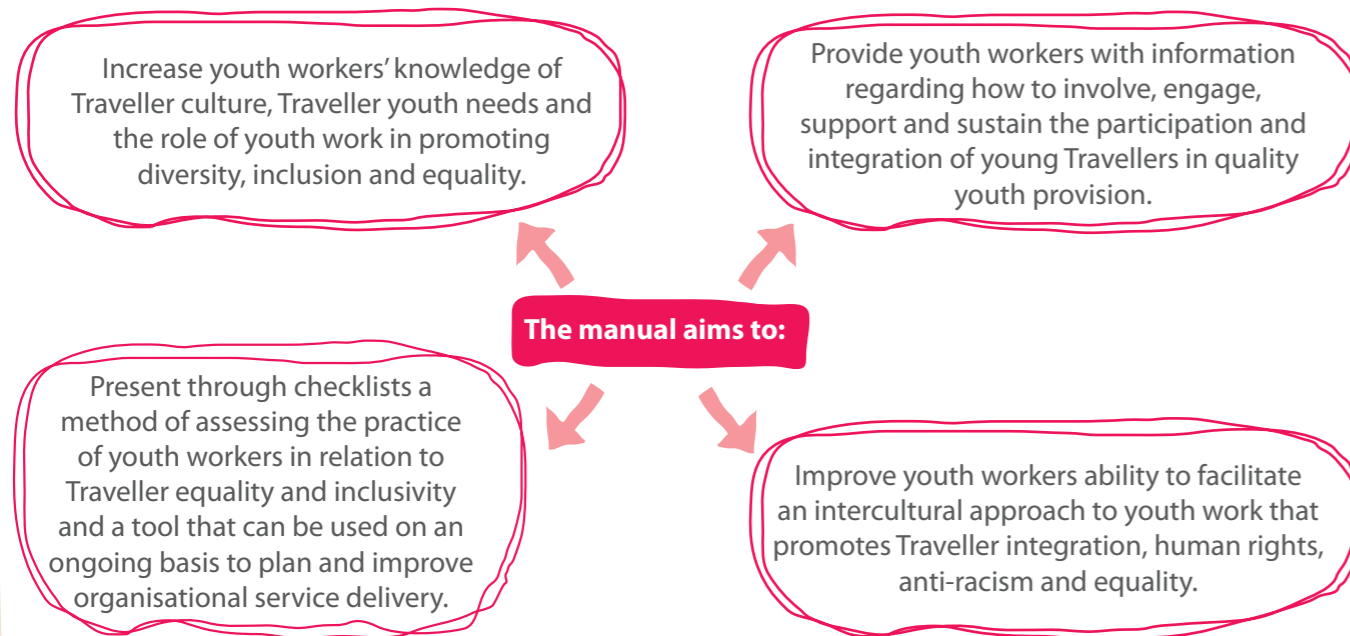 Increase youth workers’ knowledge of
Traveller culture, Traveller youth needs and
the role of youth work in promoting
diversity, inclusion and equality.
Provide youth workers with information
regarding how to involve, engage,
support and sustain the participation and
integration of young Travellers in quality
youth provision.
The manual aims to:
Present through checklists a
method of assessing the practice
of youth workers in relation to
Traveller equality and inclusivity
and a tool that can be used on an
ongoing basis to plan and improve
organisational service delivery.
Improve youth workers ability to facilitate
an intercultural approach to youth work that
promotes Traveller integration, human rights,
anti-racism and equality.